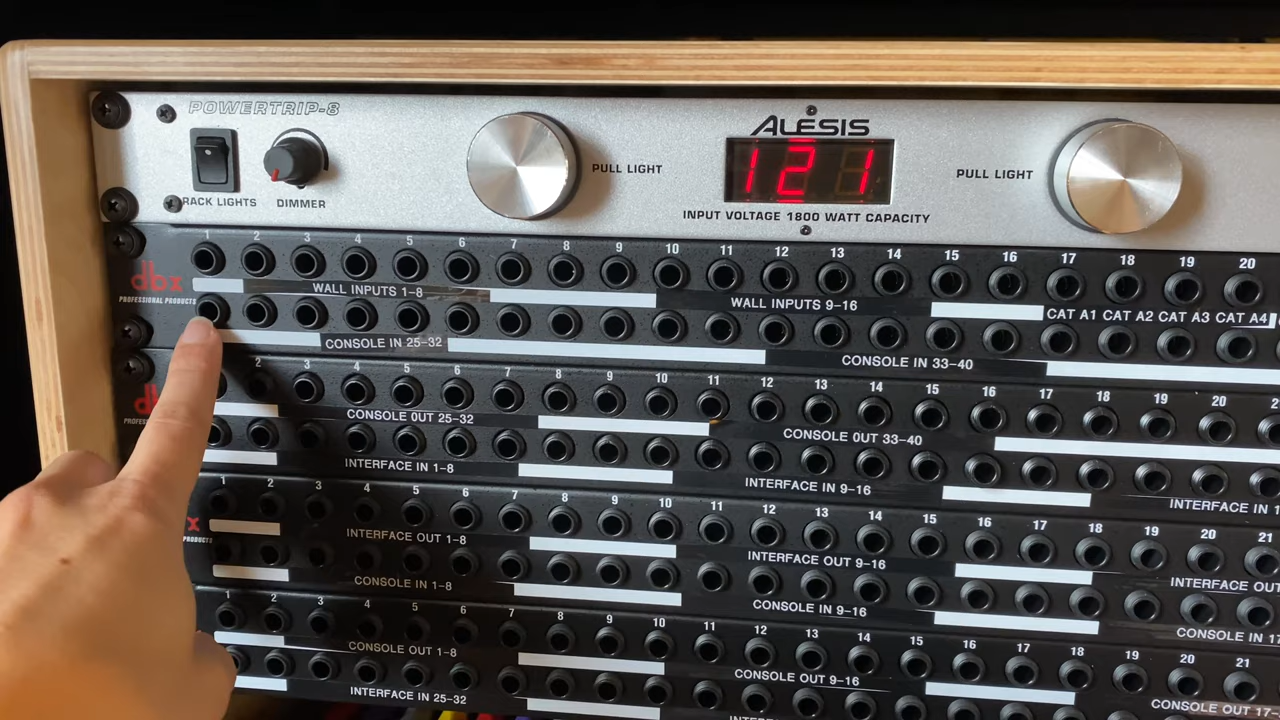 POWERTRIP-8
ALESIS
121
PULL LIGHT
PULL LIGHT
RACK LIGHTS
DIMMER
INPUT VOLTAGE 1800 WATT CAPACITY
1 2 3 4 5 6 7 8 9 10 11 12 13 14 15 16 17 18 19 20
dbx
PROFESSIONAL PRODUCTS
WALL INPUTS 1-8
WALL INPUTS 9-16
CAT A1 CAT A2 CAT A3 CAT A4
CONSOLE IN 25-32
CONSOLE IN 33-40
2 3 4 5 6 7 8 9 10 11 12 13 14 15 16 17 18 19 20
CONSOLE OUT 25-32
CONSOLE OUT 33-40
INTERFACE IN 1-8
INTERFACE IN 9-16
INTERFACE IN
1 2 3 4 5 6 7 8 9 10 11 12 13 14 15 16 17 18 19 20 21
PRODUCTS
INTERFACE OUT 1-8
INTERFACE OUT 9-16
INTERFACE OUT
CONSOLE IN 1-8
CONSOLE IN 9-16
CONSOLE IN 17
1 2 3 4 5 6 7 8 9 10 11 12 13 14 15 16 17 18 19 20 21
CONSOLE OUT 1-8
CONSOLE OUT 9-16
CONSOLE OUT 17-
INTERFACE IN 25-32